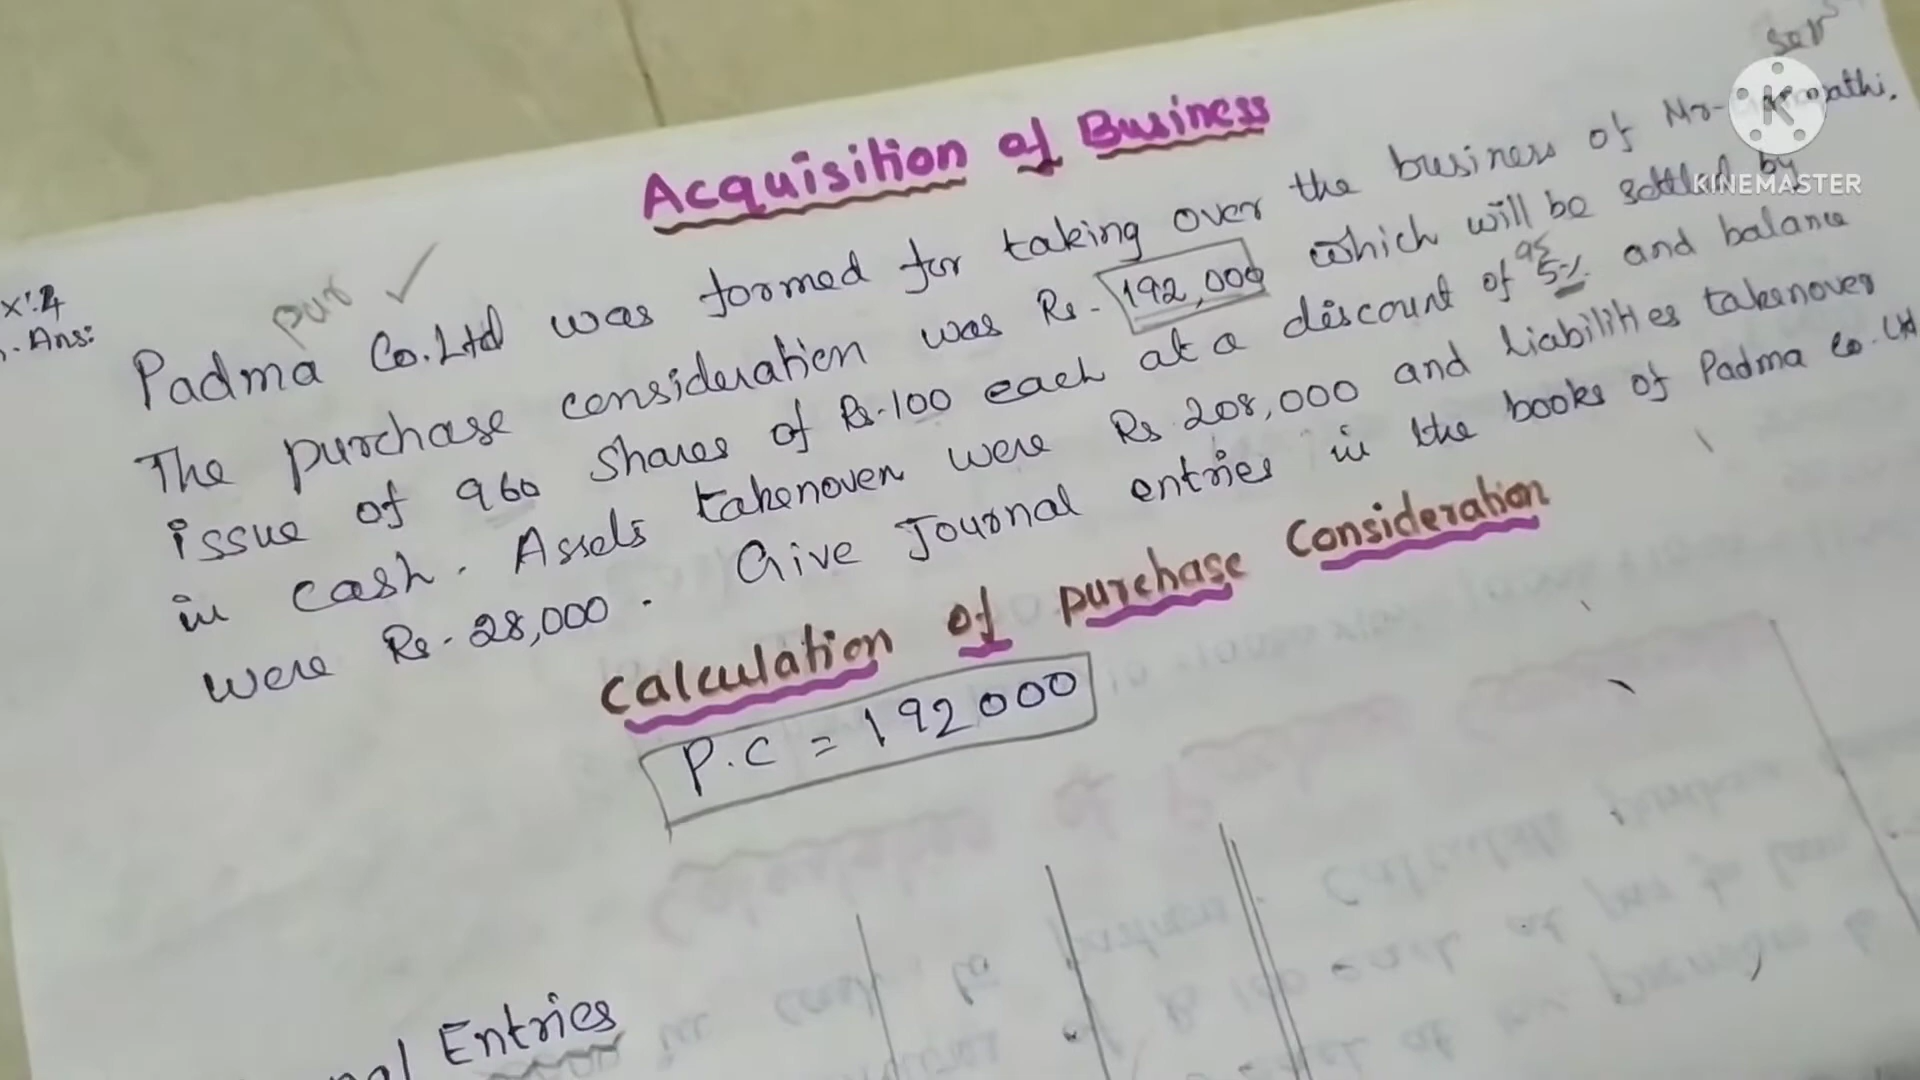 Acquisition of Business
ser
x:4
. Ans:
pur
Padma Co.Ltd was formed for taking over the business of Mr-
The purchase consideration was Rs- 192,000 which will be settled by
95
issue of 960 shares of Rs-100 each at a discount of 5% and balance
in cash. Assets takenover were Rs 208,000 and liabilities takenover
were Rs-28,000. Give Journal entries in the books of Padma Co.Ltd
Calculation of purchase Consideration
P.C = 192000
nal Entries
KINEMASTER